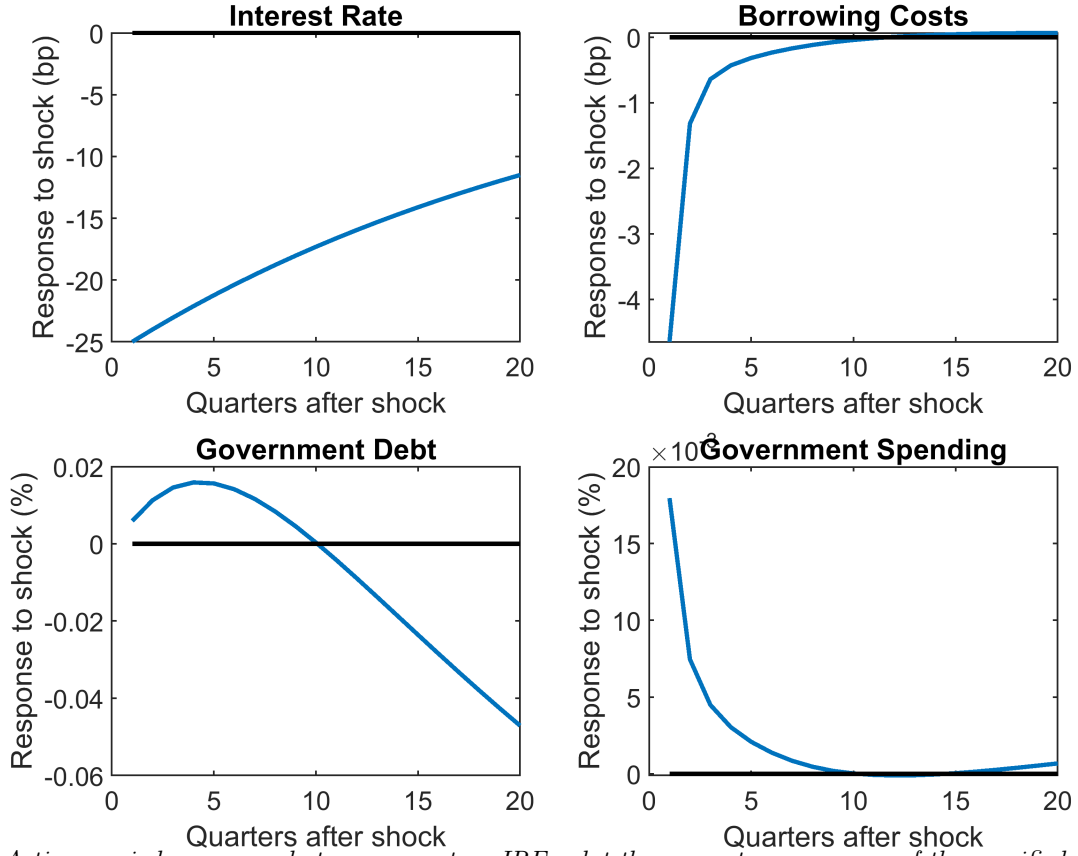 Interest Rate
Response to shock (bp)
0
-5
-10
-15
-20
-25
0 5 10 15 20
Quarters after shock
Borrowing Costs
Response to shock (bp)
0
-1
-2
-3
-4
0 5 10 15 20
Quarters after shock
Government Debt
Response to shock (%)
0.02
0
-0.02
-0.04
-0.06
0 5 10 15 20
Quarters after shock
×10-3
Government Spending
Response to shock (%)
20
15
10
5
0
0 5 10 15 20
Quarters after shock